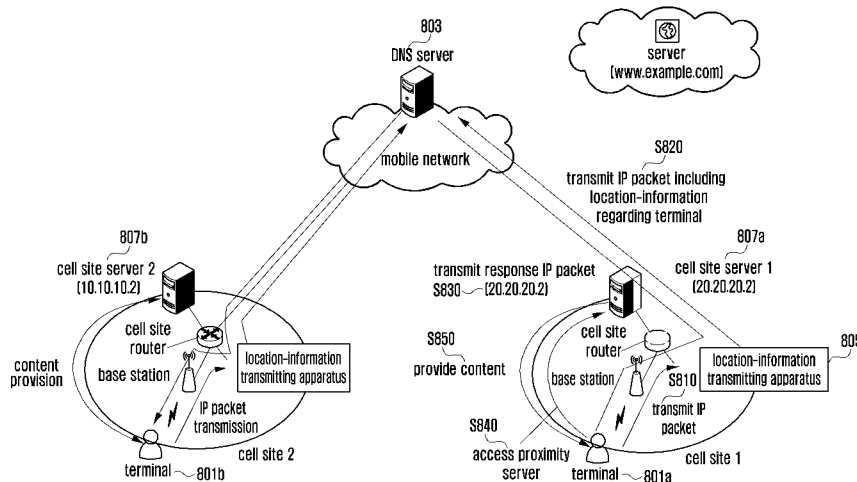 803
DNS server
server
(www.example.com)
mobile network
S820
transmit IP packet including
location-information
regarding terminal
807b
cell site server 2
(10.10.10.2)
cell site
router
content
provision
base station
location-information
transmitting apparatus
IP packet
transmission
terminal
801b
cell site 2
807a
cell site server 1
(20.20.20.2)
transmit response IP packet
S830
(20.20.20.2)
cell site
router
S850
provide content
base station
805
location-information
transmitting apparatus
S810
transmit IP
packet
S840
access proximity
server
terminal
801a
cell site 1